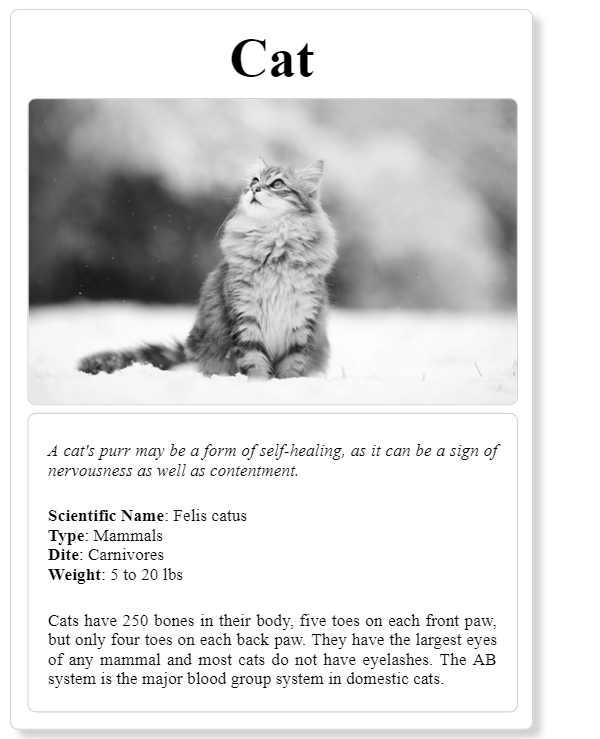 Cat
A cat's purr may be a form of self-healing, as it can be a sign of
nervousness as well as contentment.
Scientific Name: Felis catus
Type: Mammals
Dite: Carnivores
Weight: 5 to 20 lbs
Cats have 250 bones in their body, five toes on each front paw,
but only four toes on each back paw. They have the largest eyes
of any mammal and most cats do not have eyelashes. The AB
system is the major blood group system in domestic cats.